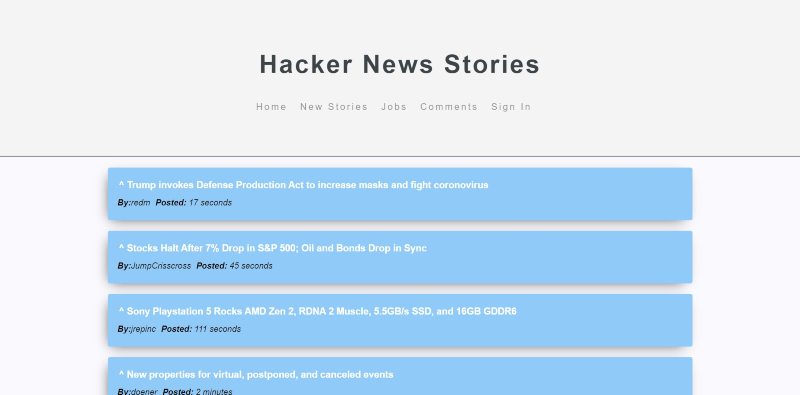 Hacker News Stories
Home New Stories Jobs Comments Sign In
^ Trump invokes Defense Production Act to increase masks and fight coronovirus
By:redm Posted: 17 seconds
^ Stocks Halt After 7% Drop in S&P 500; Oil and Bonds Drop in Sync
By:JumpCrisscross Posted: 45 seconds
^ Sony Playstation 5 Rocks AMD Zen 2, RDNA 2 Muscle, 5.5GB/s SSD, and 16GB GDDR6
By:jrepinc Posted: 111 seconds
^ New properties for virtual, postponed, and canceled events
By:doener Posted: 2 minutes